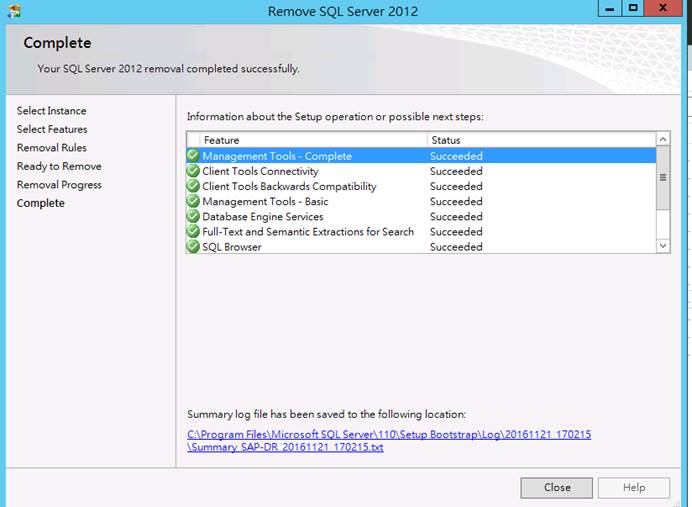 Remove SQL Server 2012
Complete
Your SQL Server 2012 removal completed successfully.
Select Instance
Select Features
Removal Rules
Ready to Remove
Removal Progress
Complete
Information about the Setup operation or possible next steps:
Feature Status
Management Tools - Complete Succeeded
Client Tools Connectivity Succeeded
Client Tools Backwards Compatibility Succeeded
Management Tools - Basic Succeeded
Database Engine Services Succeeded
Full-Text and Semantic Extractions for Search Succeeded
SQL Browser Succeeded
Summary log file has been saved to the following location:
C:\Program Files\Microsoft SQL Server\110\Setup Bootstrap\Log\20161121_170215
\Summary_SAP-DR_20161121_170215.txt
Close Help